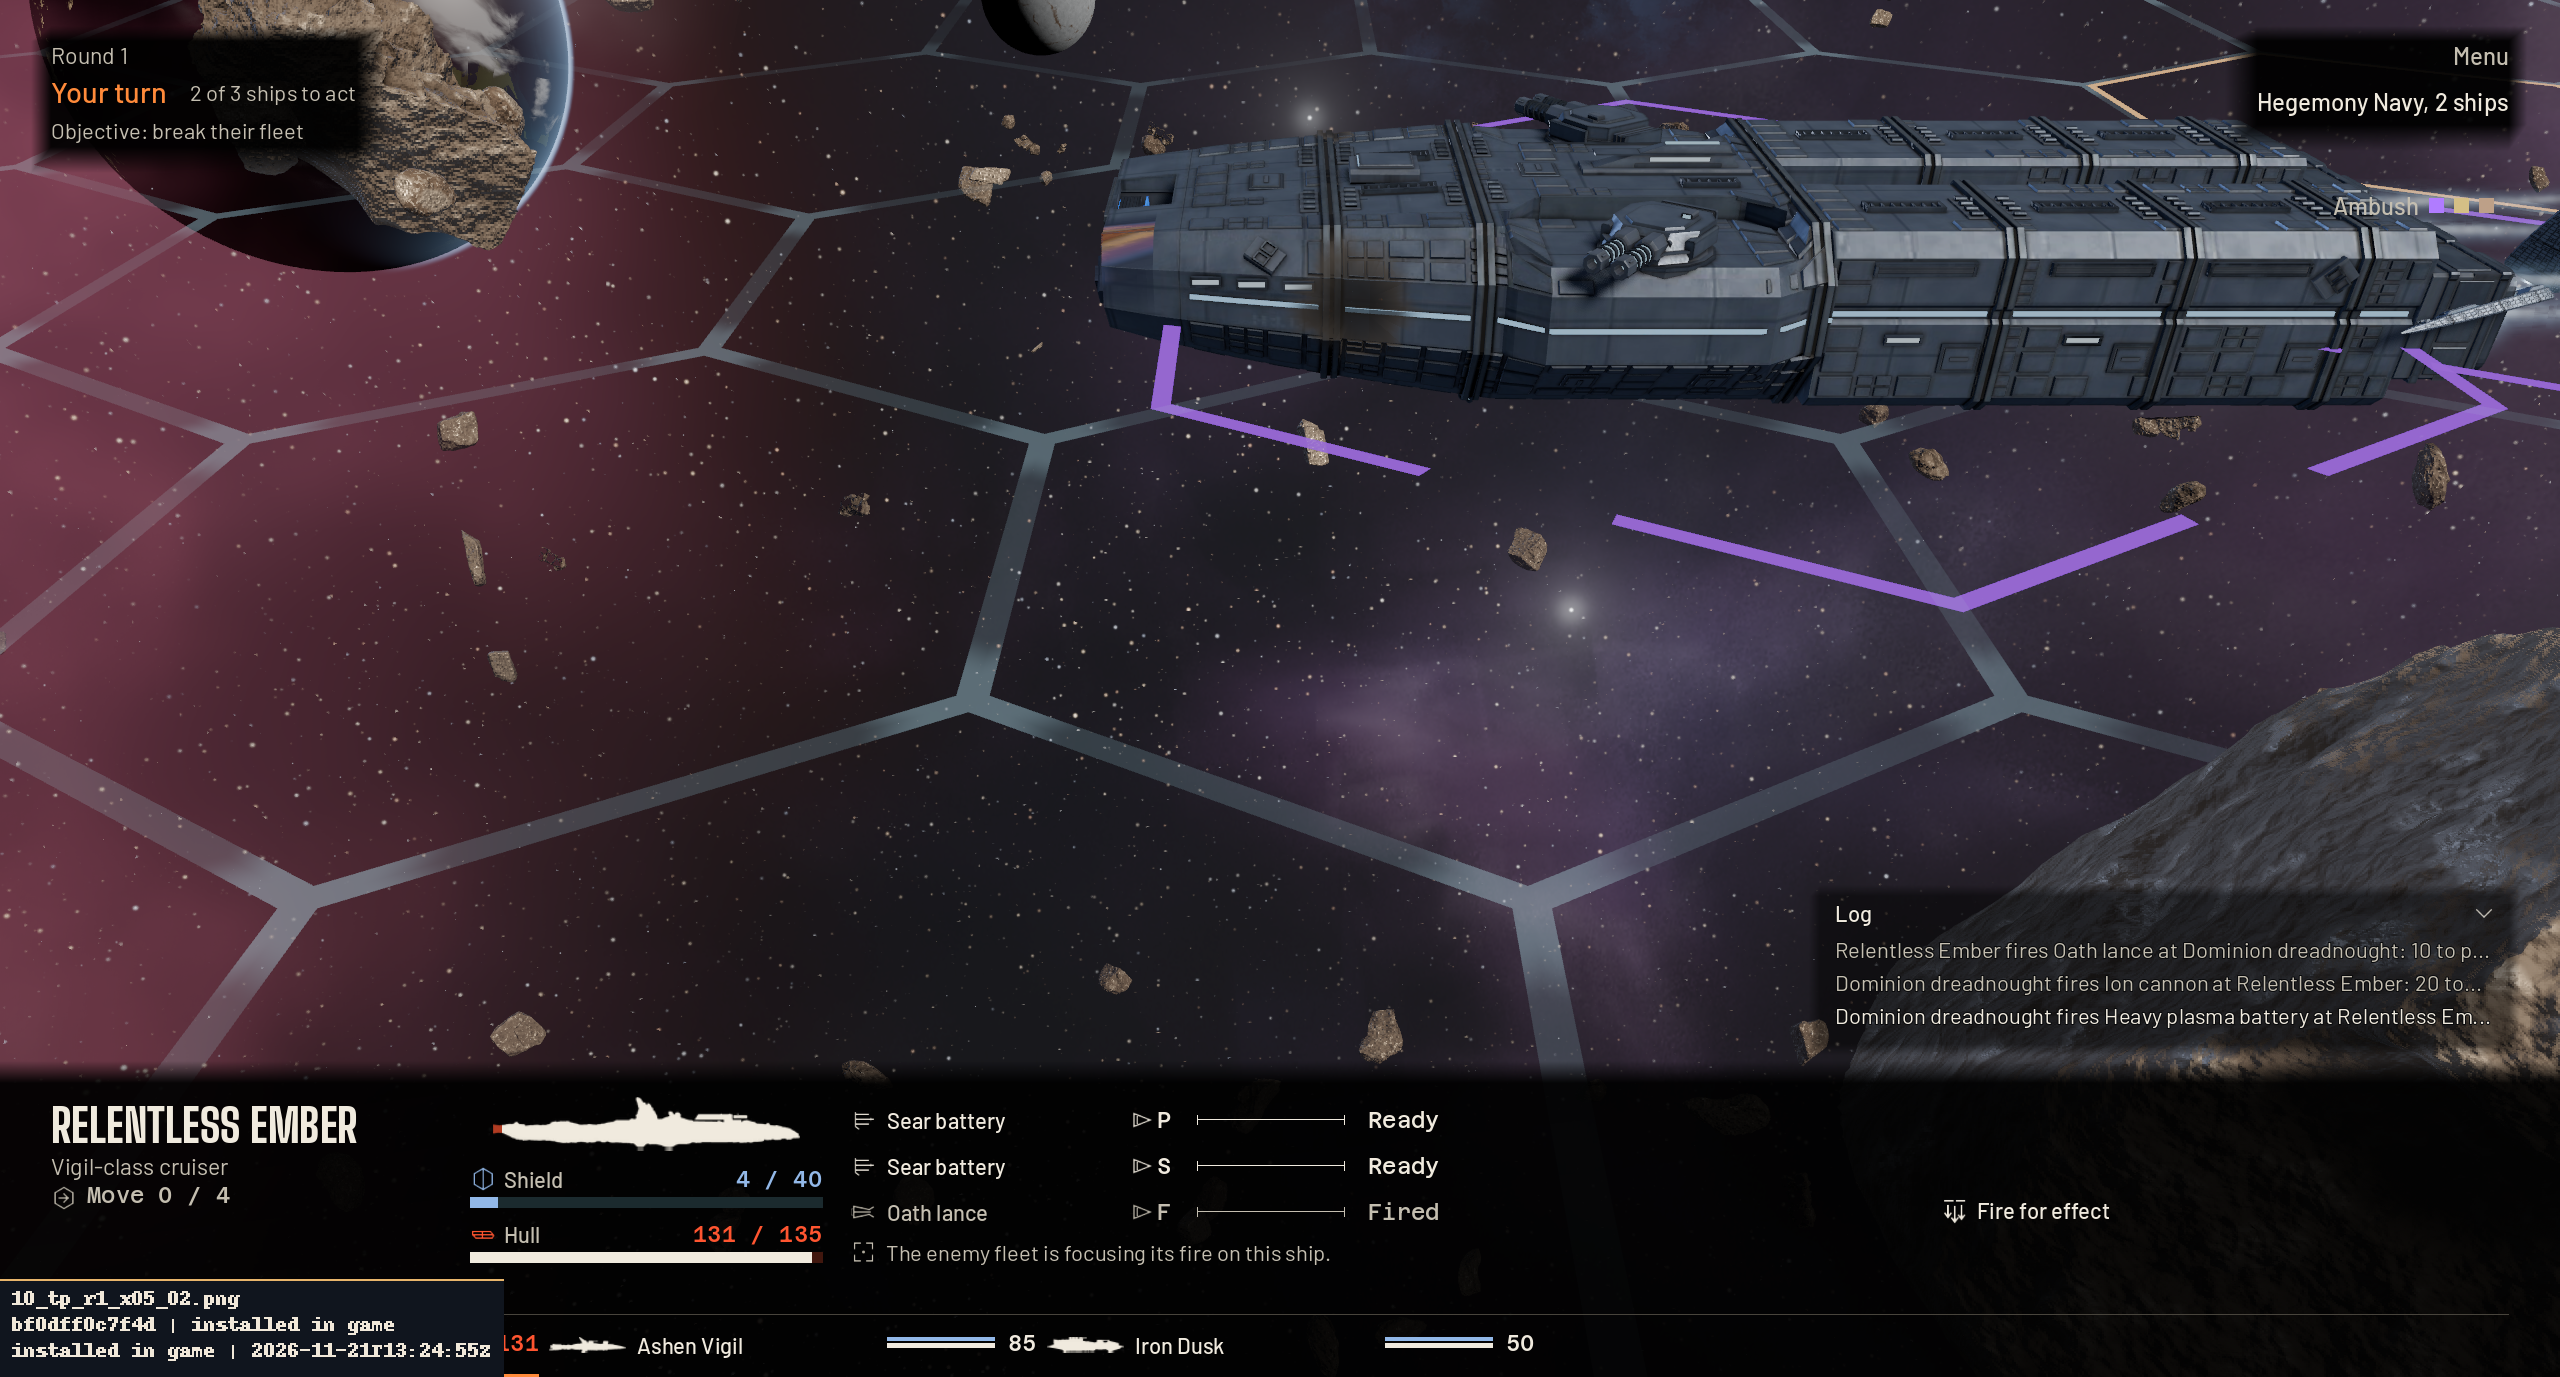 Round 1
Your turn 2 of 3 ships to act
Objective: break their fleet
Menu
Hegemony Navy, 2 ships
Ambush
Log
Relentless Ember fires Oath lance at Dominion dreadnought: 10 to p...
Dominion dreadnought fires Ion cannon at Relentless Ember: 20 to...
Dominion dreadnought fires Heavy plasma battery at Relentless Em...
RELENTLESS EMBER
Vigil-class cruiser
Move 0 / 4
Shield 4 / 40
Hull 131 / 135
Sear battery P Ready
Sear battery S Ready
Oath lance F Fired
The enemy fleet is focusing its fire on this ship.
Fire for effect
10_tp_r1_x05_02.png
bf0dff0c7f4d | installed in game
installed in game | 2026-11-21T13:24:55Z
131 Ashen Vigil 85 Iron Dusk 50